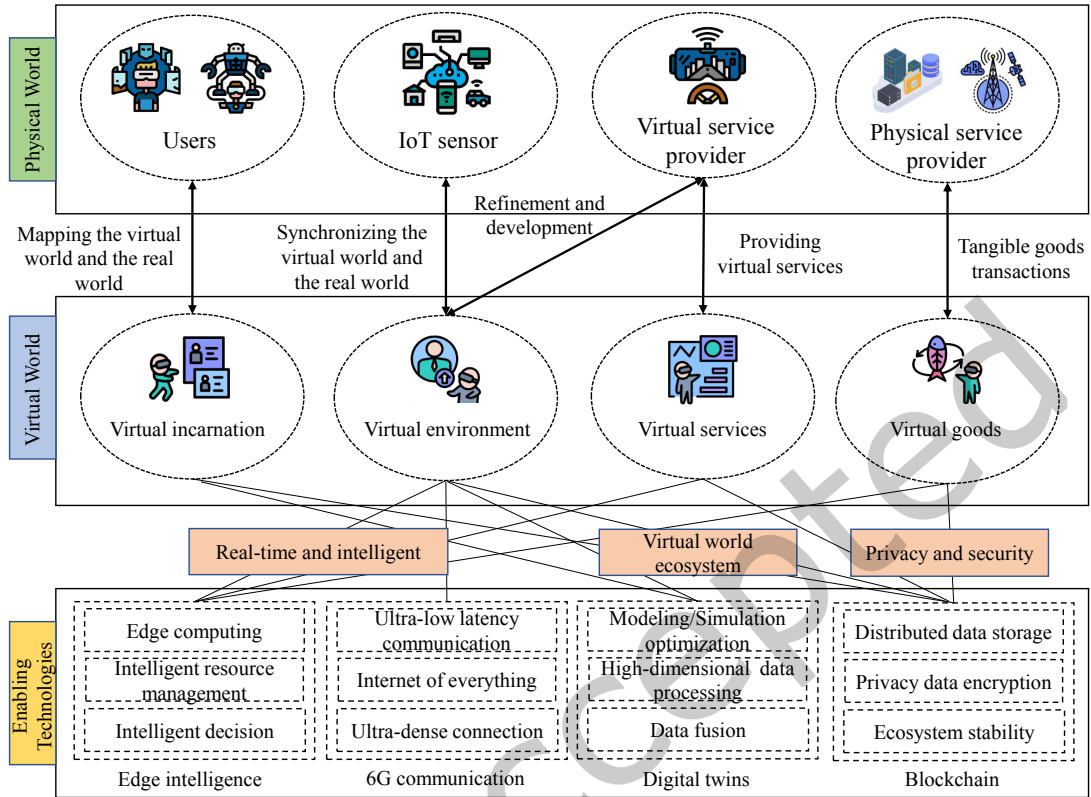 Physical World
Users
IoT sensor
Virtual service
provider
Physical service
provider
Mapping the virtual
world and the real
world
Synchronizing the
virtual world and
the real world
Refinement and
development
Providing
virtual services
Tangible goods
transactions
Virtual World
Virtual incarnation
Virtual environment
Virtual services
Virtual goods
Real-time and intelligent
Virtual world
ecosystem
Privacy and security
Enabling
Technologies
Edge computing
Intelligent resource
management
Intelligent decision
Edge intelligence
Ultra-low latency
communication
Internet of everything
Ultra-dense connection
6G communication
Modeling/Simulation
optimization
High-dimensional data
processing
Data fusion
Digital twins
Distributed data storage
Privacy data encryption
Ecosystem stability
Blockchain
ccepted